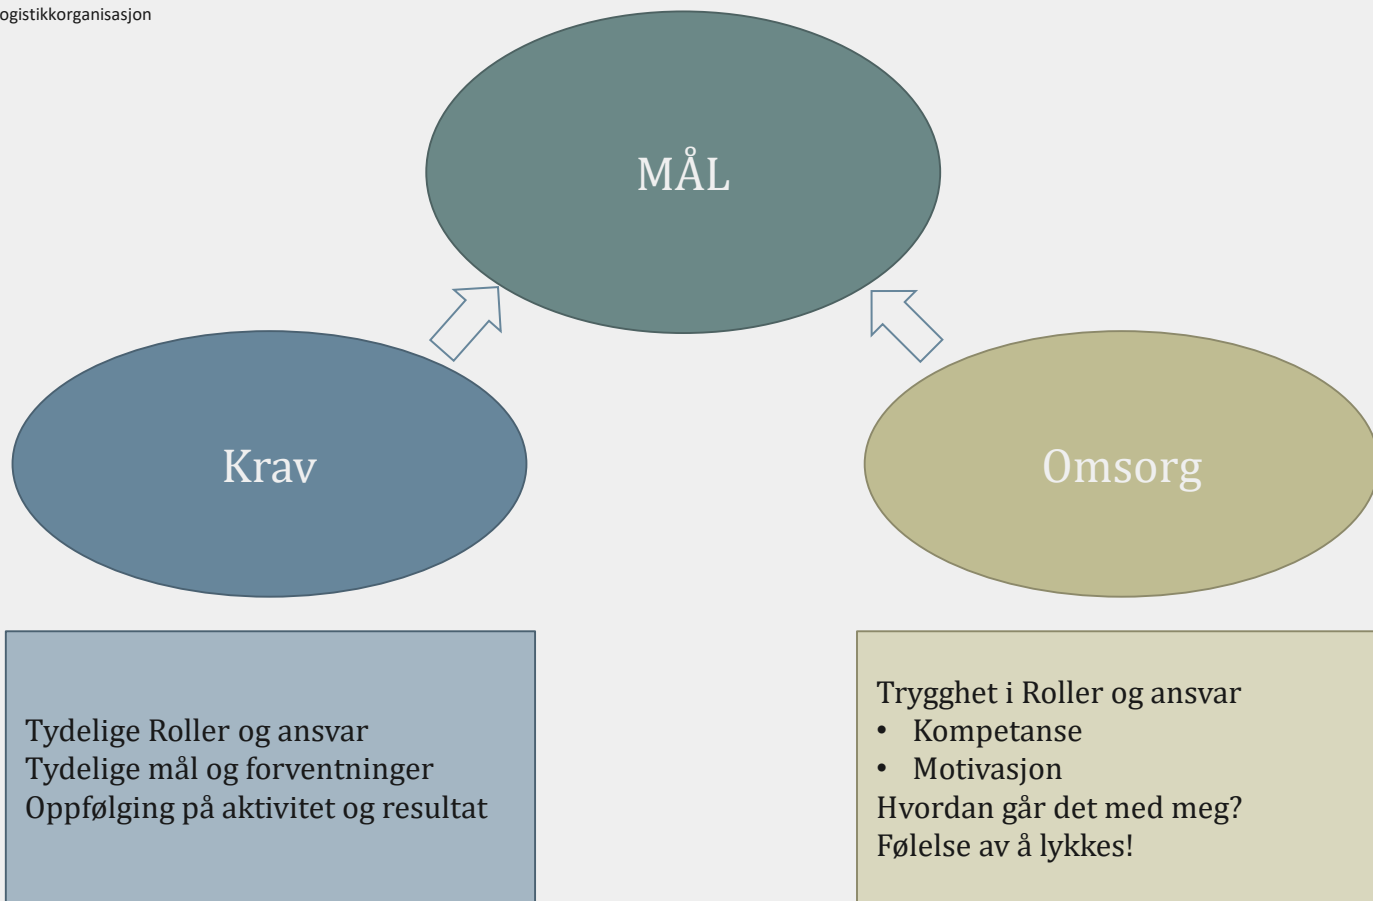 ogistikkorganisasjon
MÅL
Krav
Omsorg
Tydelige Roller og ansvar
Tydelige mål og forventninger
Oppfølging på aktivitet og resultat
Trygghet i Roller og ansvar
• Kompetanse
• Motivasjon
Hvordan går det med meg?
Følelse av å lykkes!